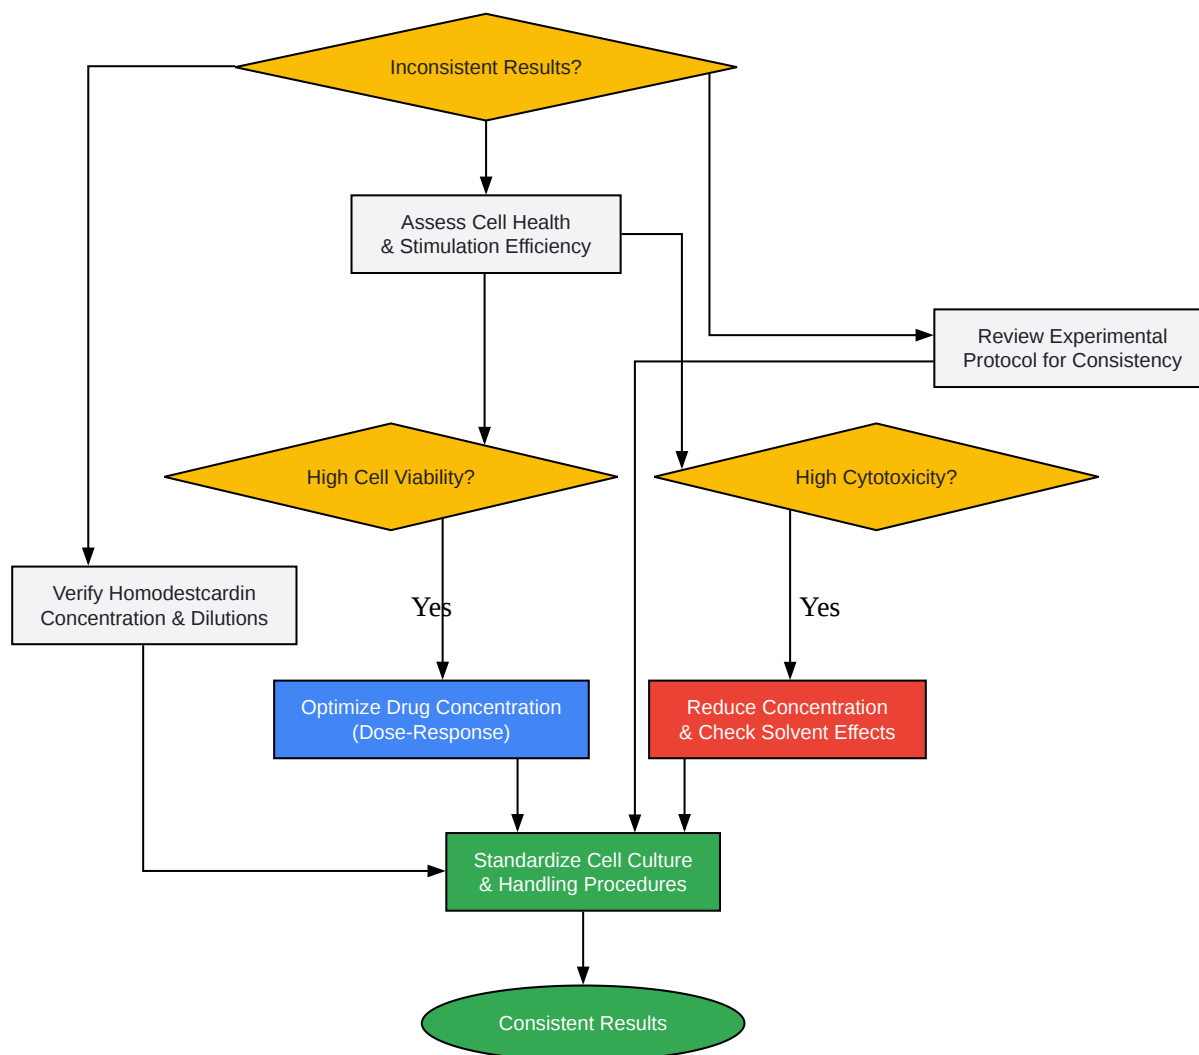 Inconsistent Results?
Assess Cell Health
& Stimulation Efficiency
Review Experimental
Protocol for Consistency
High Cell Viability?
High Cytotoxicity?
Verify Homodestcardin
Concentration & Dilutions
Yes
Yes
Optimize Drug Concentration
(Dose-Response)
Reduce Concentration
& Check Solvent Effects
Standardize Cell Culture
& Handling Procedures
Consistent Results